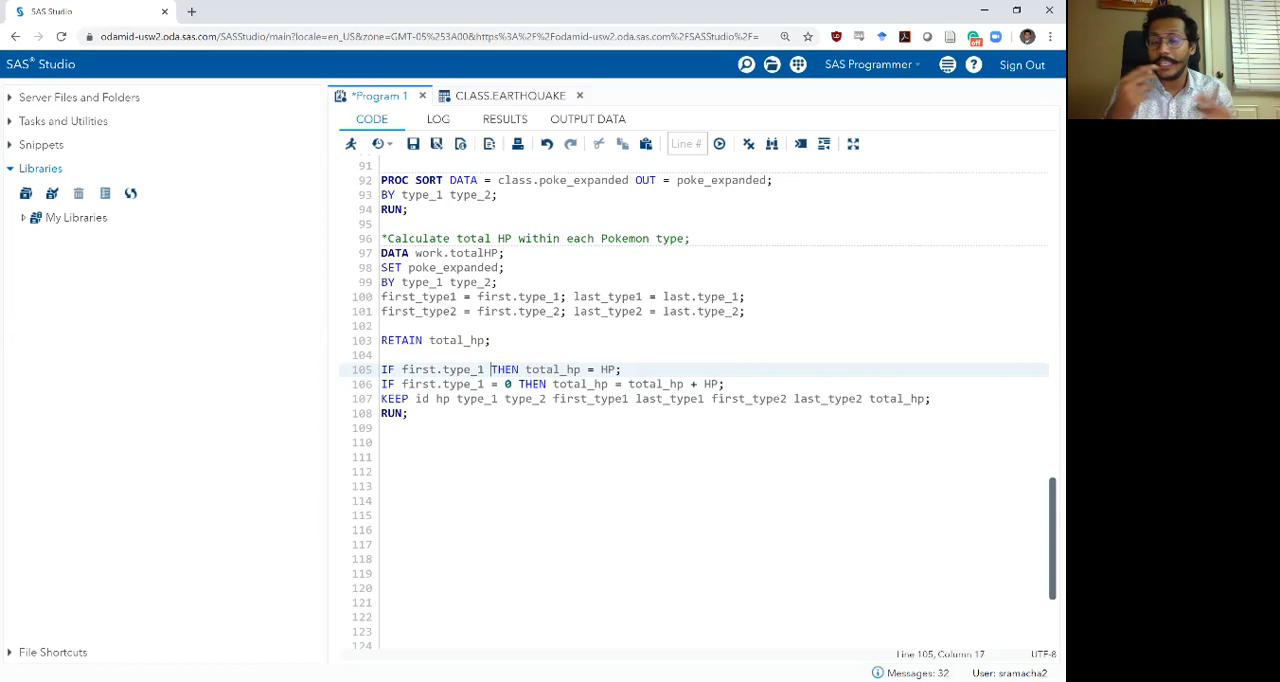 SAS Studio
odamid-usw2.oda.sas.com/SASStudio/main?locale=en_US&zone=GMT-05%253A00&https%3A%2F%2Fodamid-usw2.oda.sas.com%2FSASStudio%2F=
SAS® Studio
SAS Programmer
Sign Out
Server Files and Folders
Tasks and Utilities
Snippets
Libraries
My Libraries
File Shortcuts
*Program 1
CLASS.EARTHQUAKE
CODE LOG RESULTS OUTPUT DATA
Line #
91
92 PROC SORT DATA = class.poke_expanded OUT = poke_expanded;
93 BY type_1 type_2;
94 RUN;
95
96 *Calculate total HP within each Pokemon type;
97 DATA work.totalHP;
98 SET poke_expanded;
99 BY type_1 type_2;
100 first_type1 = first.type_1; last_type1 = last.type_1;
101 first_type2 = first.type_2; last_type2 = last.type_2;
102
103 RETAIN total_hp;
104
105 IF first.type_1 THEN total_hp = HP;
106 IF first.type_1 = 0 THEN total_hp = total_hp + HP;
107 KEEP id hp type_1 type_2 first_type1 last_type1 first_type2 last_type2 total_hp;
108 RUN;
109
110
111
112
113
114
115
116
117
118
119
120
121
122
123
124
Line 105, Column 17
UTF-8
Messages: 32
User: sramacha2